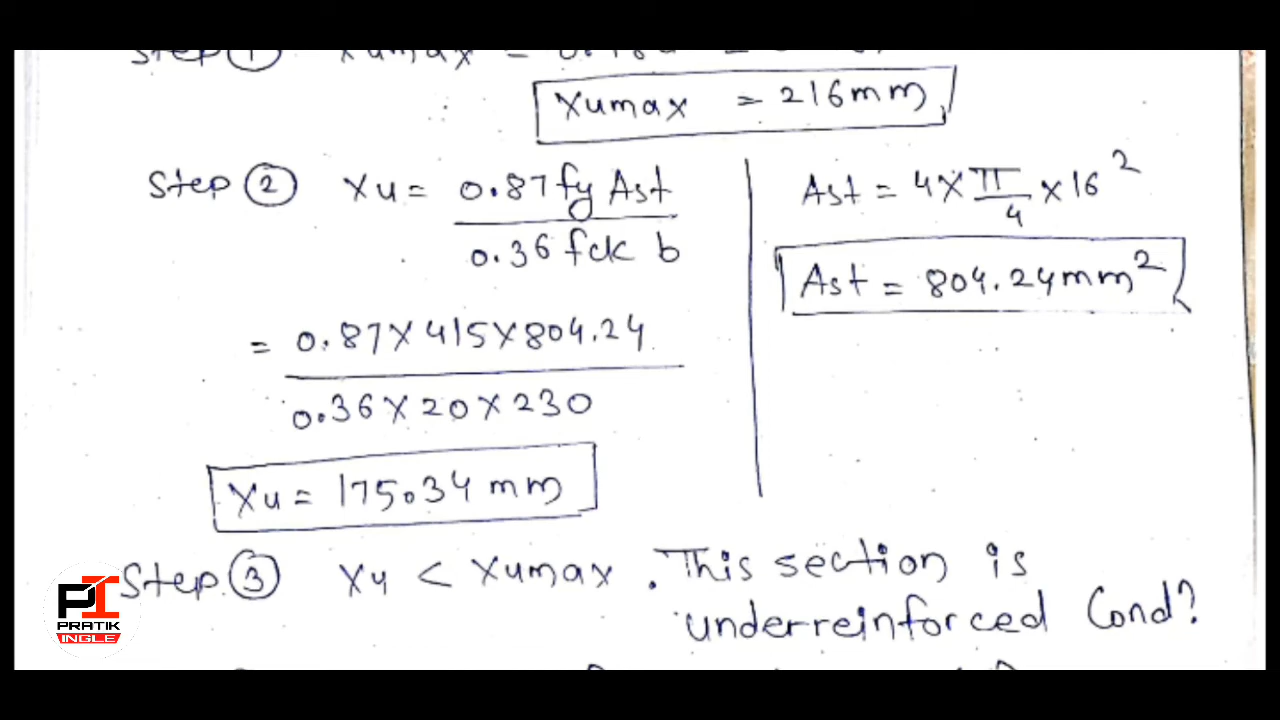 Xumax = 216mm
Step ② Xu = 0.87 fy Ast
0.36 fck b
= 0.87 X 415 X 804.24
0.36 X 20 X 230
Xu = 175.34 mm
Ast = 4 X π/4 X 16²
Ast = 804.24mm²
Step ③ Xu < Xumax. This section is
underreinforced Cond?
PI
PRATIK
INGLE